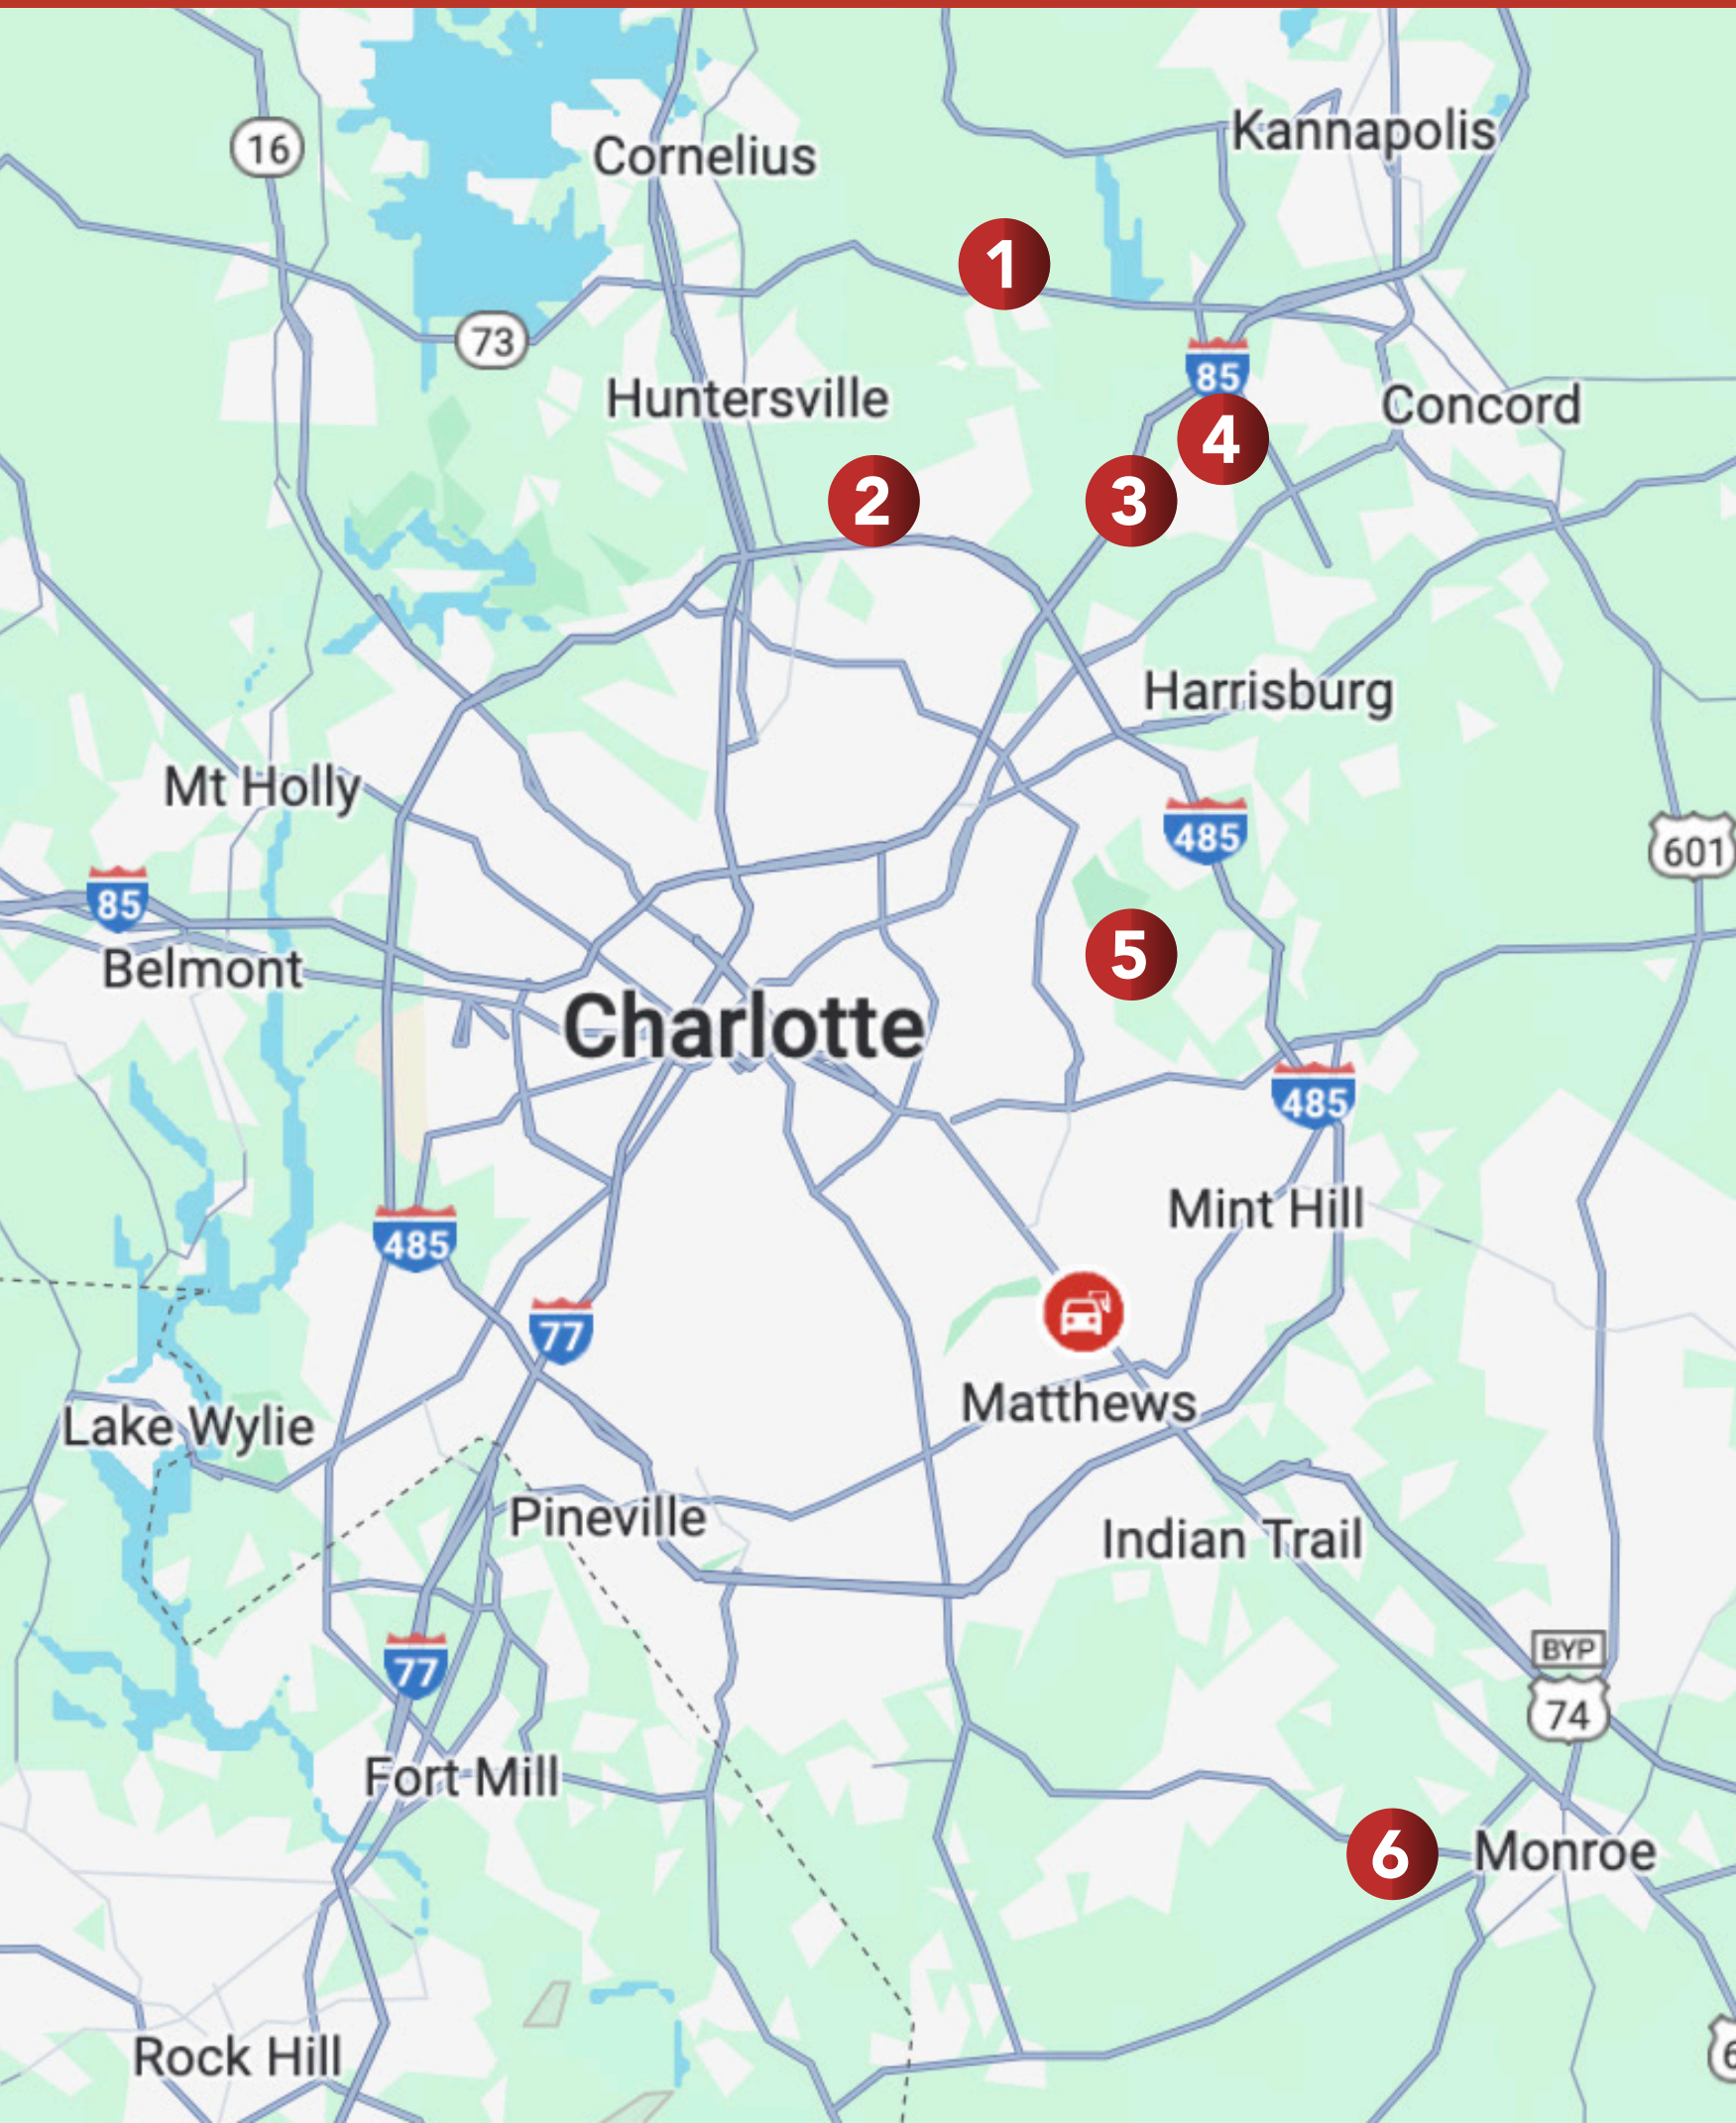 Kannapolis
16
Cornelius
1
73
85
Huntersville
Concord
4
2
3
Harrisburg
Mt Holly
485
601
85
5
Belmont
Charlotte
485
Mint Hill
485
77
Matthews
Lake Wylie
Pineville
Indian Trail
BYP
74
77
Fort Mill
6
Monroe
Rock Hill
6